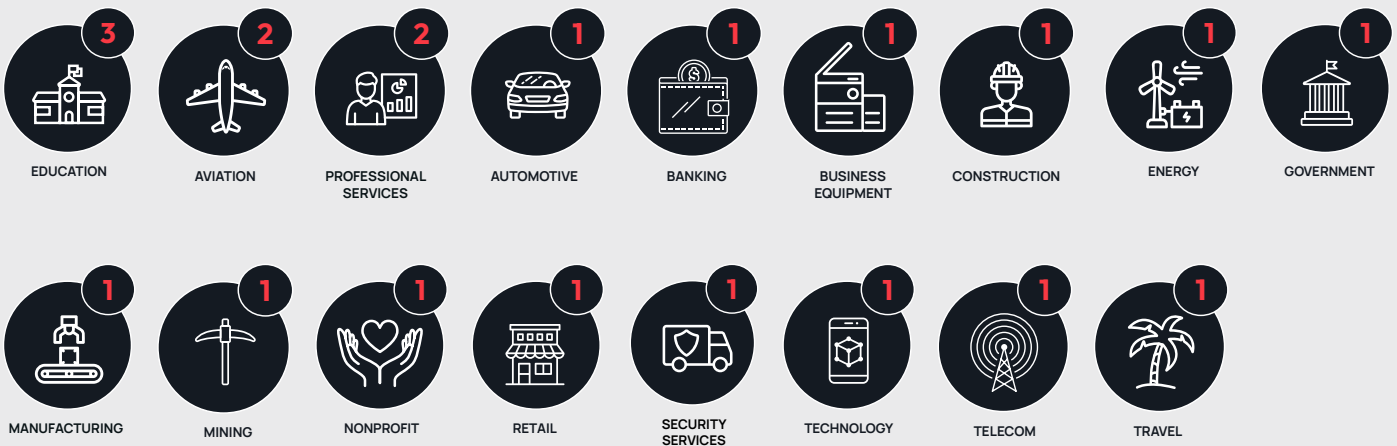 3
EDUCATION
2
AVIATION
2
PROFESSIONAL
SERVICES
1
AUTOMOTIVE
1
$
BANKING
1
BUSINESS
EQUIPMENT
1
CONSTRUCTION
1
ENERGY
1
GOVERNMENT
1
MANUFACTURING
1
MINING
1
NONPROFIT
1
RETAIL
1
SECURITY
SERVICES
1
TECHNOLOGY
1
TELECOM
1
TRAVEL